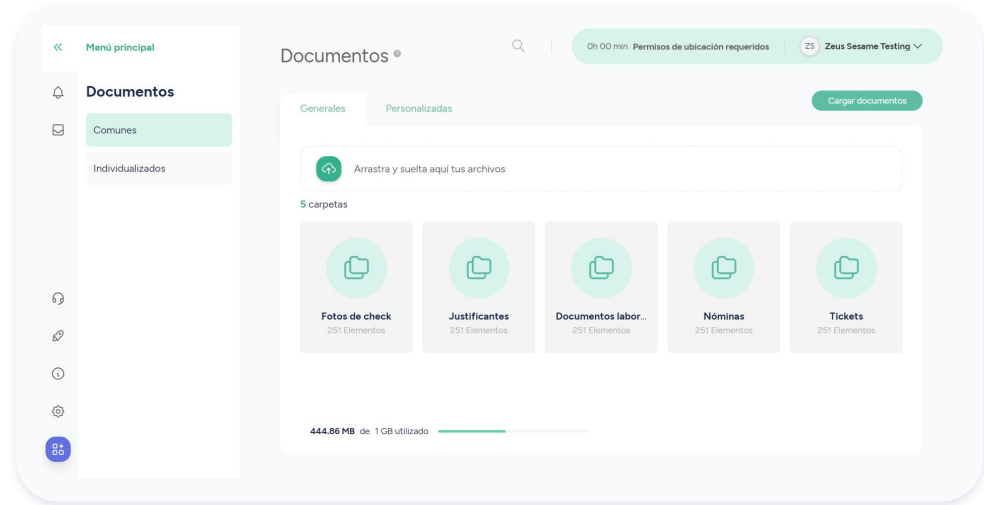 Menú principal
Documentos
Comunes
Individualizados
Documentos
0h 00 min Permisos de ubicación requeridos
ZS Zeus Sesame Testing
Generales
Personalizadas
Cargar documentos
Arrastra y suelta aquí tus archivos
5 carpetas
Fotos de check
251 Elementos
Justificantes
251 Elementos
Documentos labor...
251 Elementos
Nóminas
251 Elementos
Tickets
251 Elementos
444.86 MB de 1 GB utilizado